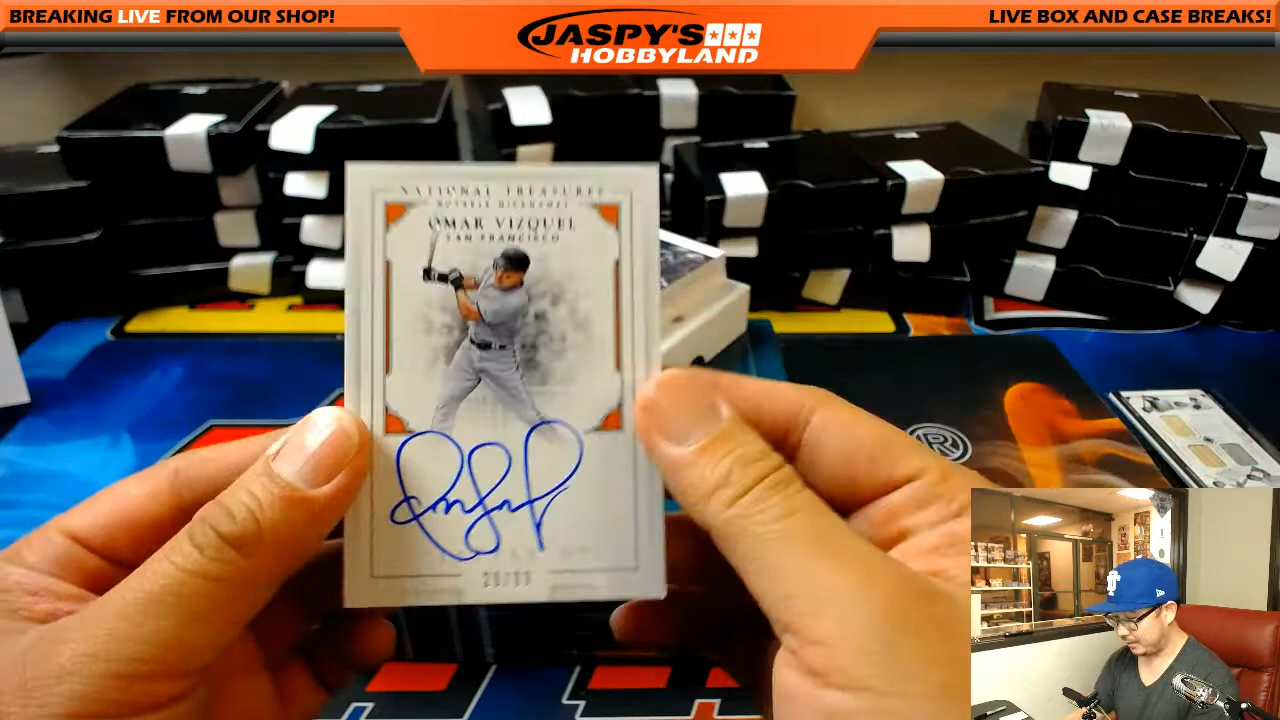 BREAKING LIVE FROM OUR SHOP!
JASPY'S
HOBBYLAND
LIVE BOX AND CASE BREAKS!
NATIONAL TREASURES
OMAR VIZQUEL
SAN FRANCISCO
R